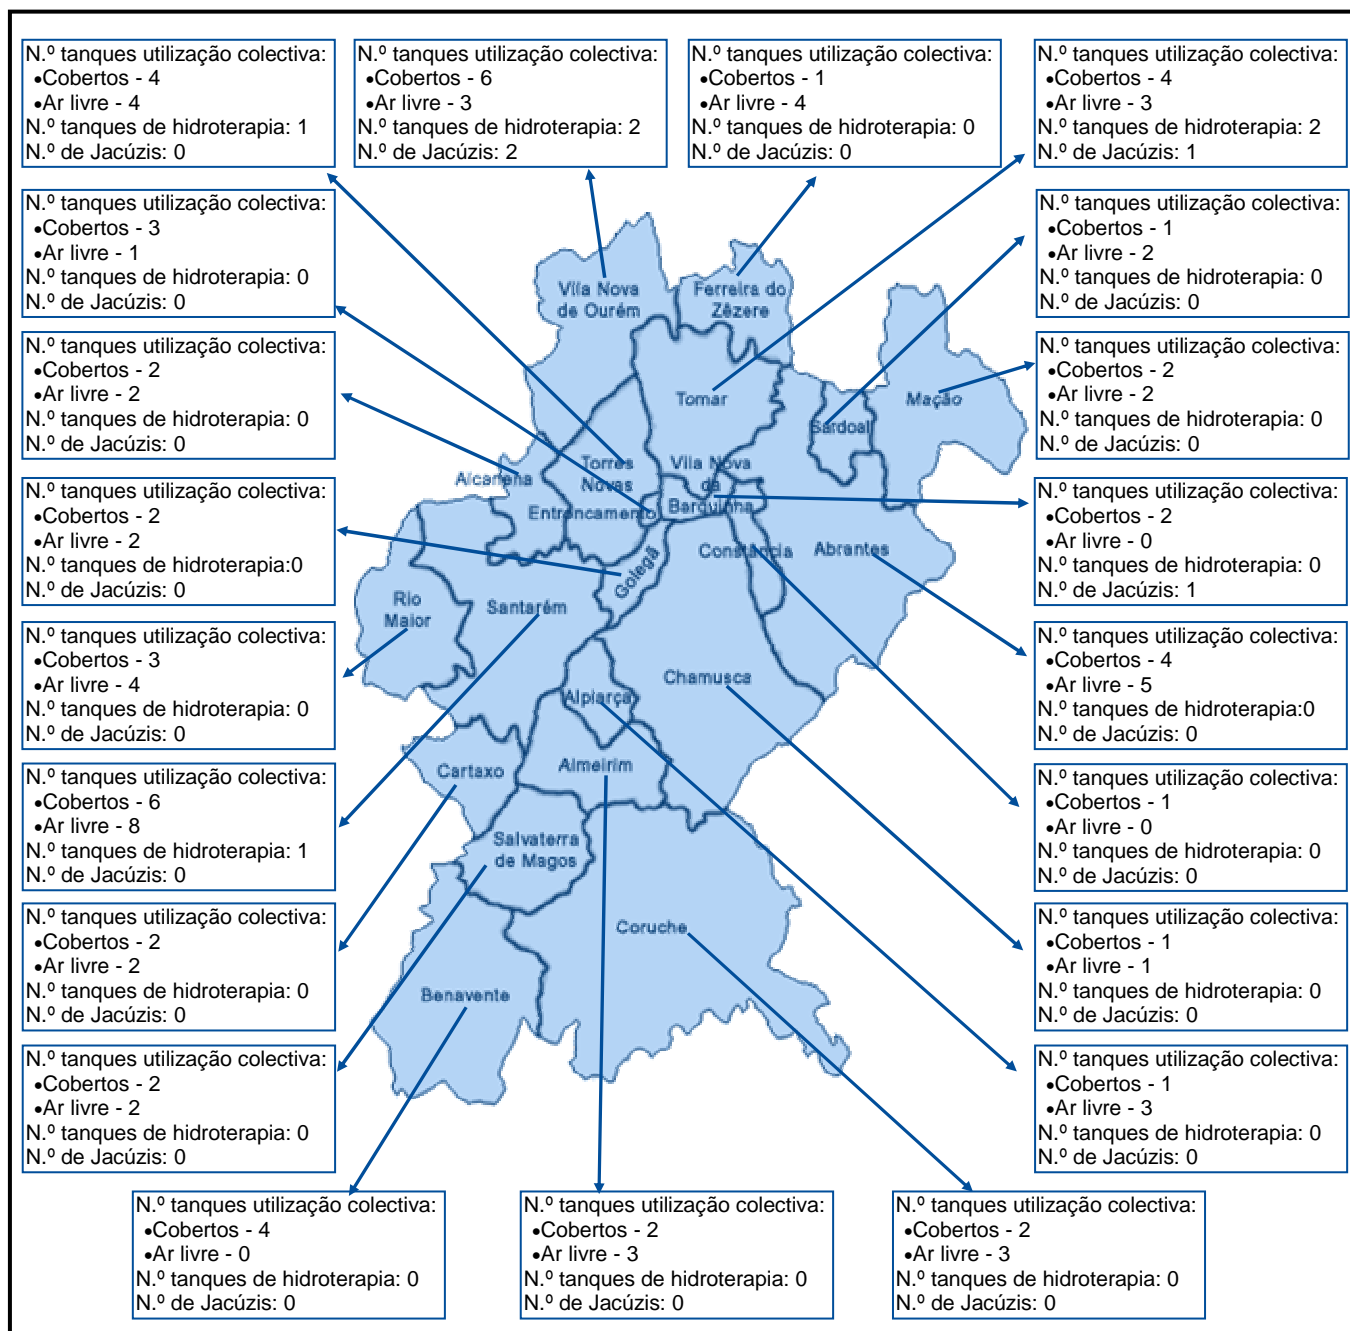 N.º tanques utilização colectiva:
•Cobertos - 4
•Ar livre - 4
N.º tanques de hidroterapia: 1
N.º de Jacúzis: 0
N.º tanques utilização colectiva:
•Cobertos - 6
•Ar livre - 3
N.º tanques de hidroterapia: 2
N.º de Jacúzis: 2
N.º tanques utilização colectiva:
•Cobertos - 1
•Ar livre - 4
N.º tanques de hidroterapia: 0
N.º de Jacúzis: 0
N.º tanques utilização colectiva:
•Cobertos - 4
•Ar livre - 3
N.º tanques de hidroterapia: 2
N.º de Jacúzis: 1
N.º tanques utilização colectiva:
•Cobertos - 3
•Ar livre - 1
N.º tanques de hidroterapia: 0
N.º de Jacúzis: 0
N.º tanques utilização colectiva:
•Cobertos - 1
•Ar livre - 2
N.º tanques de hidroterapia: 0
N.º de Jacúzis: 0
N.º tanques utilização colectiva:
•Cobertos - 2
•Ar livre - 2
N.º tanques de hidroterapia: 0
N.º de Jacúzis: 0
N.º tanques utilização colectiva:
•Cobertos - 2
•Ar livre - 2
N.º tanques de hidroterapia: 0
N.º de Jacúzis: 0
N.º tanques utilização colectiva:
•Cobertos - 2
•Ar livre - 2
N.º tanques de hidroterapia:0
N.º de Jacúzis: 0
N.º tanques utilização colectiva:
•Cobertos - 2
•Ar livre - 0
N.º tanques de hidroterapia: 0
N.º de Jacúzis: 1
N.º tanques utilização colectiva:
•Cobertos - 3
•Ar livre - 4
N.º tanques de hidroterapia: 0
N.º de Jacúzis: 0
N.º tanques utilização colectiva:
•Cobertos - 4
•Ar livre - 5
N.º tanques de hidroterapia:0
N.º de Jacúzis: 0
N.º tanques utilização colectiva:
•Cobertos - 6
•Ar livre - 8
N.º tanques de hidroterapia: 1
N.º de Jacúzis: 0
N.º tanques utilização colectiva:
•Cobertos - 1
•Ar livre - 0
N.º tanques de hidroterapia: 0
N.º de Jacúzis: 0
N.º tanques utilização colectiva:
•Cobertos - 2
•Ar livre - 2
N.º tanques de hidroterapia: 0
N.º de Jacúzis: 0
N.º tanques utilização colectiva:
•Cobertos - 1
•Ar livre - 1
N.º tanques de hidroterapia: 0
N.º de Jacúzis: 0
N.º tanques utilização colectiva:
•Cobertos - 2
•Ar livre - 2
N.º tanques de hidroterapia: 0
N.º de Jacúzis: 0
N.º tanques utilização colectiva:
•Cobertos - 1
•Ar livre - 3
N.º tanques de hidroterapia: 0
N.º de Jacúzis: 0
N.º tanques utilização colectiva:
•Cobertos - 4
•Ar livre - 0
N.º tanques de hidroterapia: 0
N.º de Jacúzis: 0
N.º tanques utilização colectiva:
•Cobertos - 2
•Ar livre - 3
N.º tanques de hidroterapia: 0
N.º de Jacúzis: 0
N.º tanques utilização colectiva:
•Cobertos - 2
•Ar livre - 3
N.º tanques de hidroterapia: 0
N.º de Jacúzis: 0
Vila Nova
de Ourém
Ferreira do
Zêzere
Tomar
Mação
Sardoal
Alcanena
Torres
Novas
Vila Nova
da
Barquinha
Entroncamento
Constância
Abrantes
Golegã
Rio
Maior
Santarém
Chamusca
Alpiarça
Cartaxo
Almeirim
Salvaterra
de Magos
Coruche
Benavente